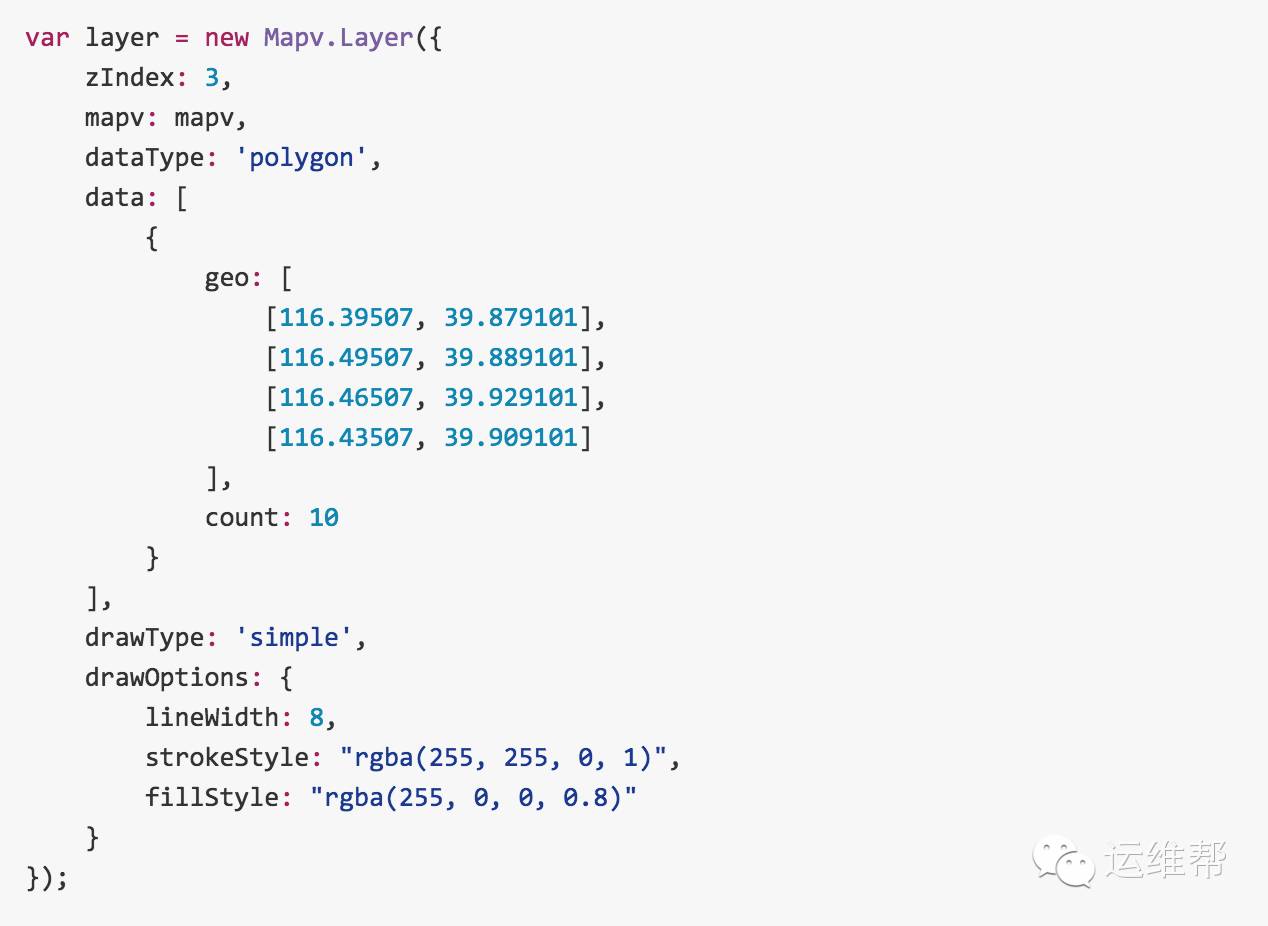 var layer = new Mapv.Layer({
    zIndex: 3,
    mapv: mapv,
    dataType: 'polygon',
    data: [
        {
            geo: [
                [116.39507, 39.879101],
                [116.49507, 39.889101],
                [116.46507, 39.929101],
                [116.43507, 39.909101]
            ],
            count: 10
        }
    ],
    drawType: 'simple',
    drawOptions: {
        lineWidth: 8,
        strokeStyle: "rgba(255, 255, 0, 1)",
        fillStyle: "rgba(255, 0, 0, 0.8)"
    }
});
运维帮